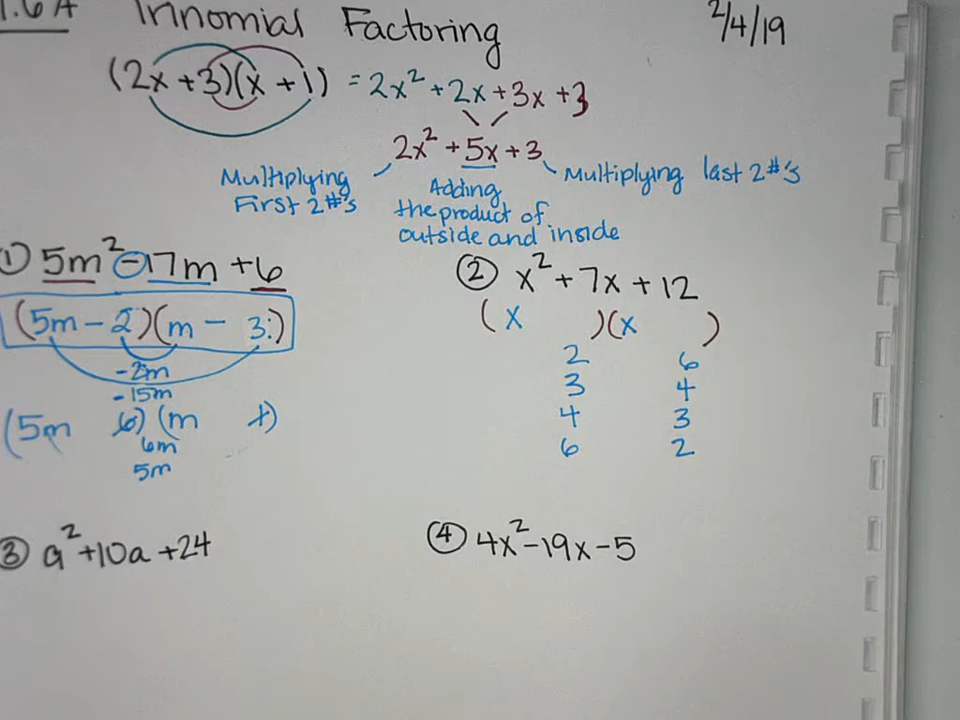 1.6A Trinomial Factoring 2/4/19
(2x + 3)(x + 1) = 2x² + 2x + 3x + 3
2x² + 5x + 3
Multiplying First 2 #'s
Adding the product of outside and inside
Multiplying last 2 #'s
① 5m² - 17m + 6
(5m - 2)(m - 3)
-2m
-15m
(5m 6)(m 1)
6m
5m
② x² + 7x + 12
(x )(x )
2 6
3 4
4 3
6 2
③ a² + 10a + 24
④ 4x² - 19x - 5